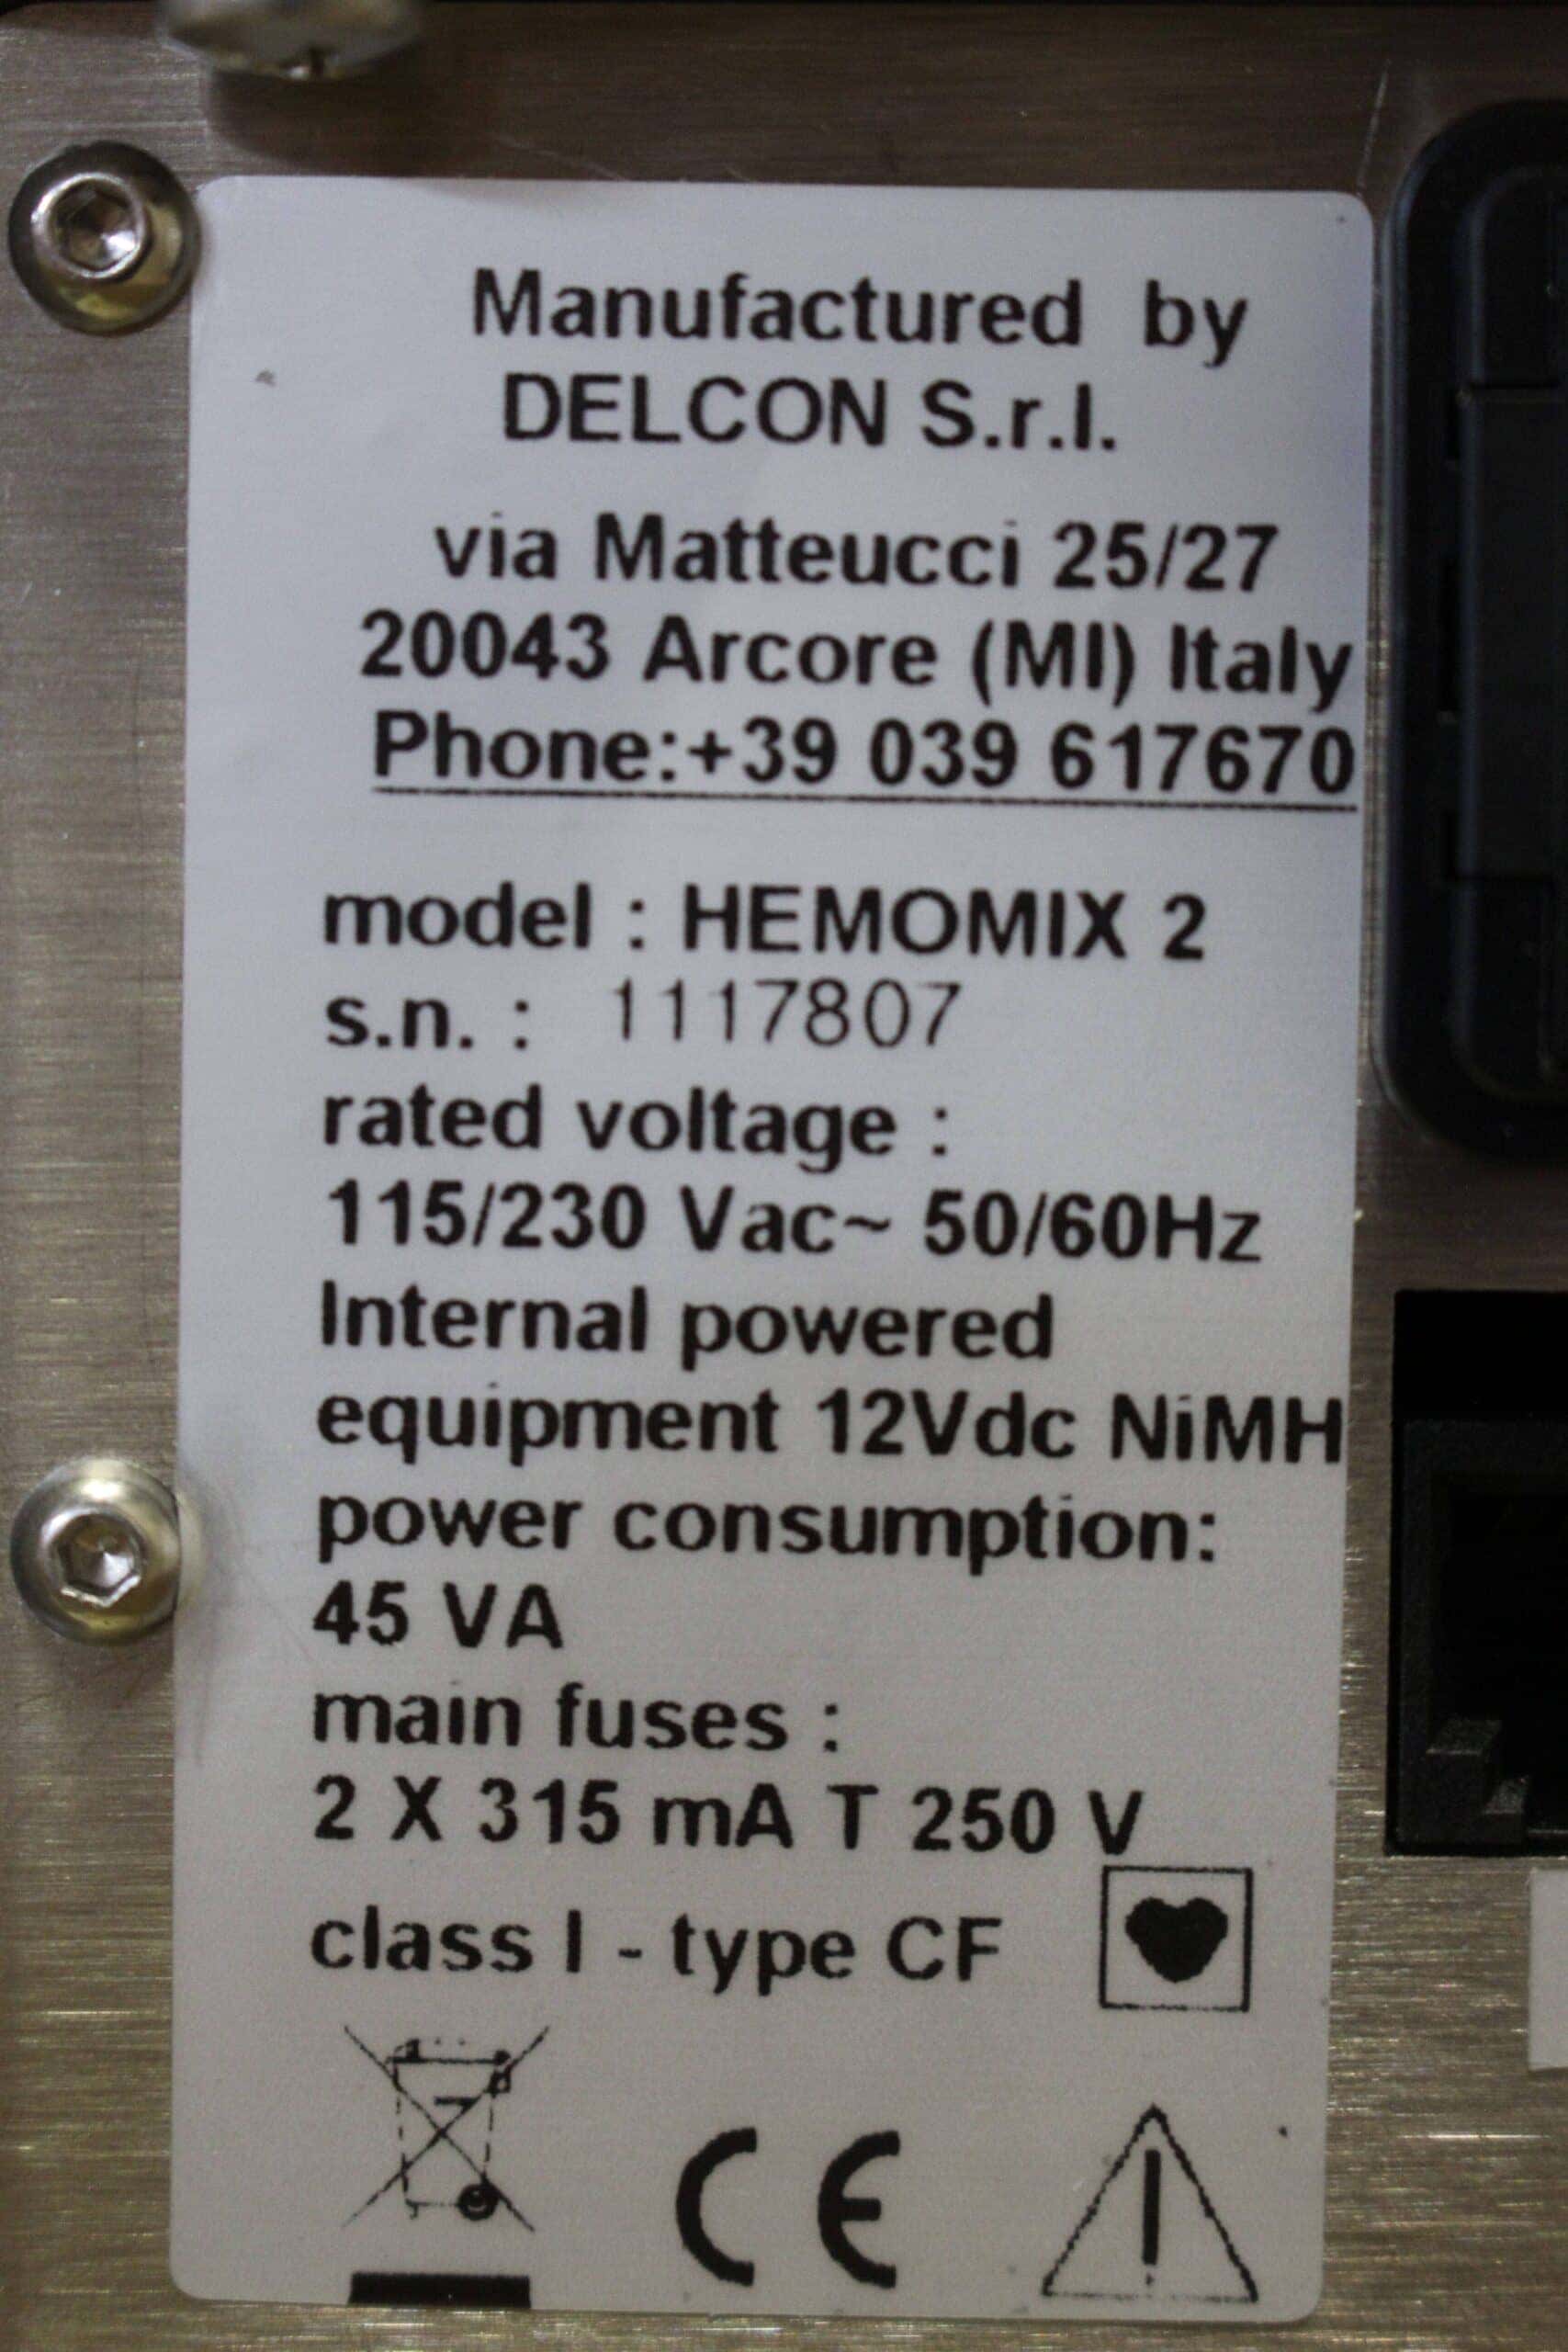 Manufactured by
DELCON S.r.l.
via Matteucci 25/27
20043 Arcore (MI) Italy
Phone:+39 039 617670
model : HEMOMIX 2
s.n. : 1117807
rated voltage :
115/230 Vac~ 50/60Hz
Internal powered
equipment 12Vdc NiMH
power consumption:
45 VA
main fuses :
2 X 315 mA T 250 V
class I - type CF
CE